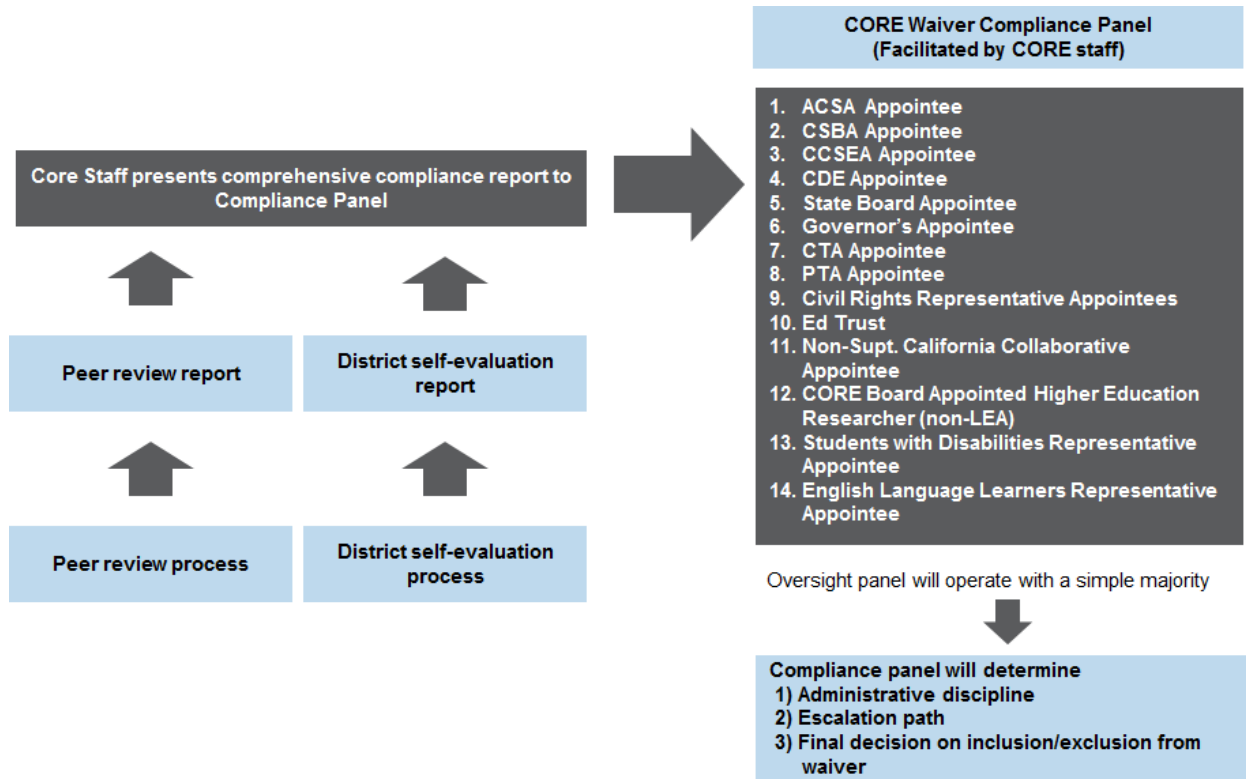 CORE Waiver Compliance Panel
(Facilitated by CORE staff)
Core Staff presents comprehensive compliance report to
Compliance Panel
Peer review report
District self-evaluation
report
Peer review process
District self-evaluation
process
1. ACSA Appointee
2. CSBA Appointee
3. CCSEA Appointee
4. CDE Appointee
5. State Board Appointee
6. Governor's Appointee
7. CTA Appointee
8. PTA Appointee
9. Civil Rights Representative Appointees
10. Ed Trust
11. Non-Supt. California Collaborative
Appointee
12. CORE Board Appointed Higher Education
Researcher (non-LEA)
13. Students with Disabilities Representative
Appointee
14. English Language Learners Representative
Appointee
Oversight panel will operate with a simple majority
Compliance panel will determine
1) Administrative discipline
2) Escalation path
3) Final decision on inclusion/exclusion from
waiver